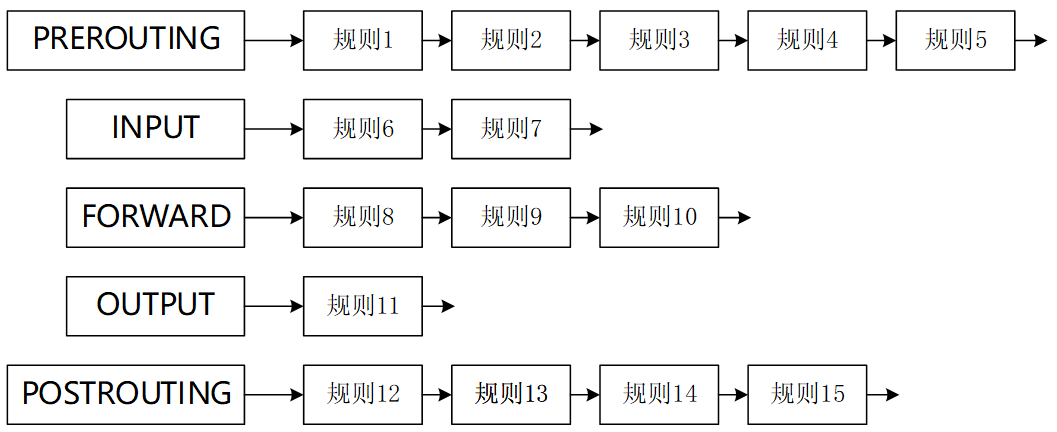 PREROUTING 规则1 规则2 规则3 规则4 规则5
INPUT 规则6 规则7
FORWARD 规则8 规则9 规则10
OUTPUT 规则11
POSTROUTING 规则12 规则13 规则14 规则15